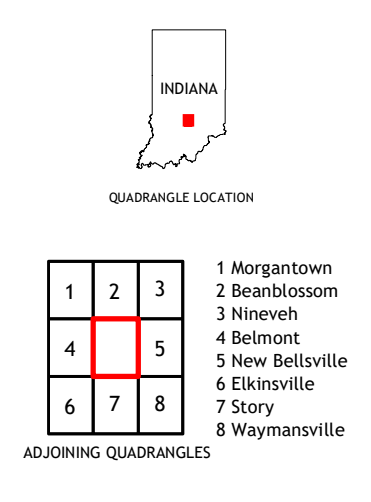 INDIANA
QUADRANGLE LOCATION
1 2 3
4 5
6 7 8
ADJOINING QUADRANGLES
1 Morgantown
2 Beanblossom
3 Nineveh
4 Belmont
5 New Bellsville
6 Elkinsville
7 Story
8 Waymansville